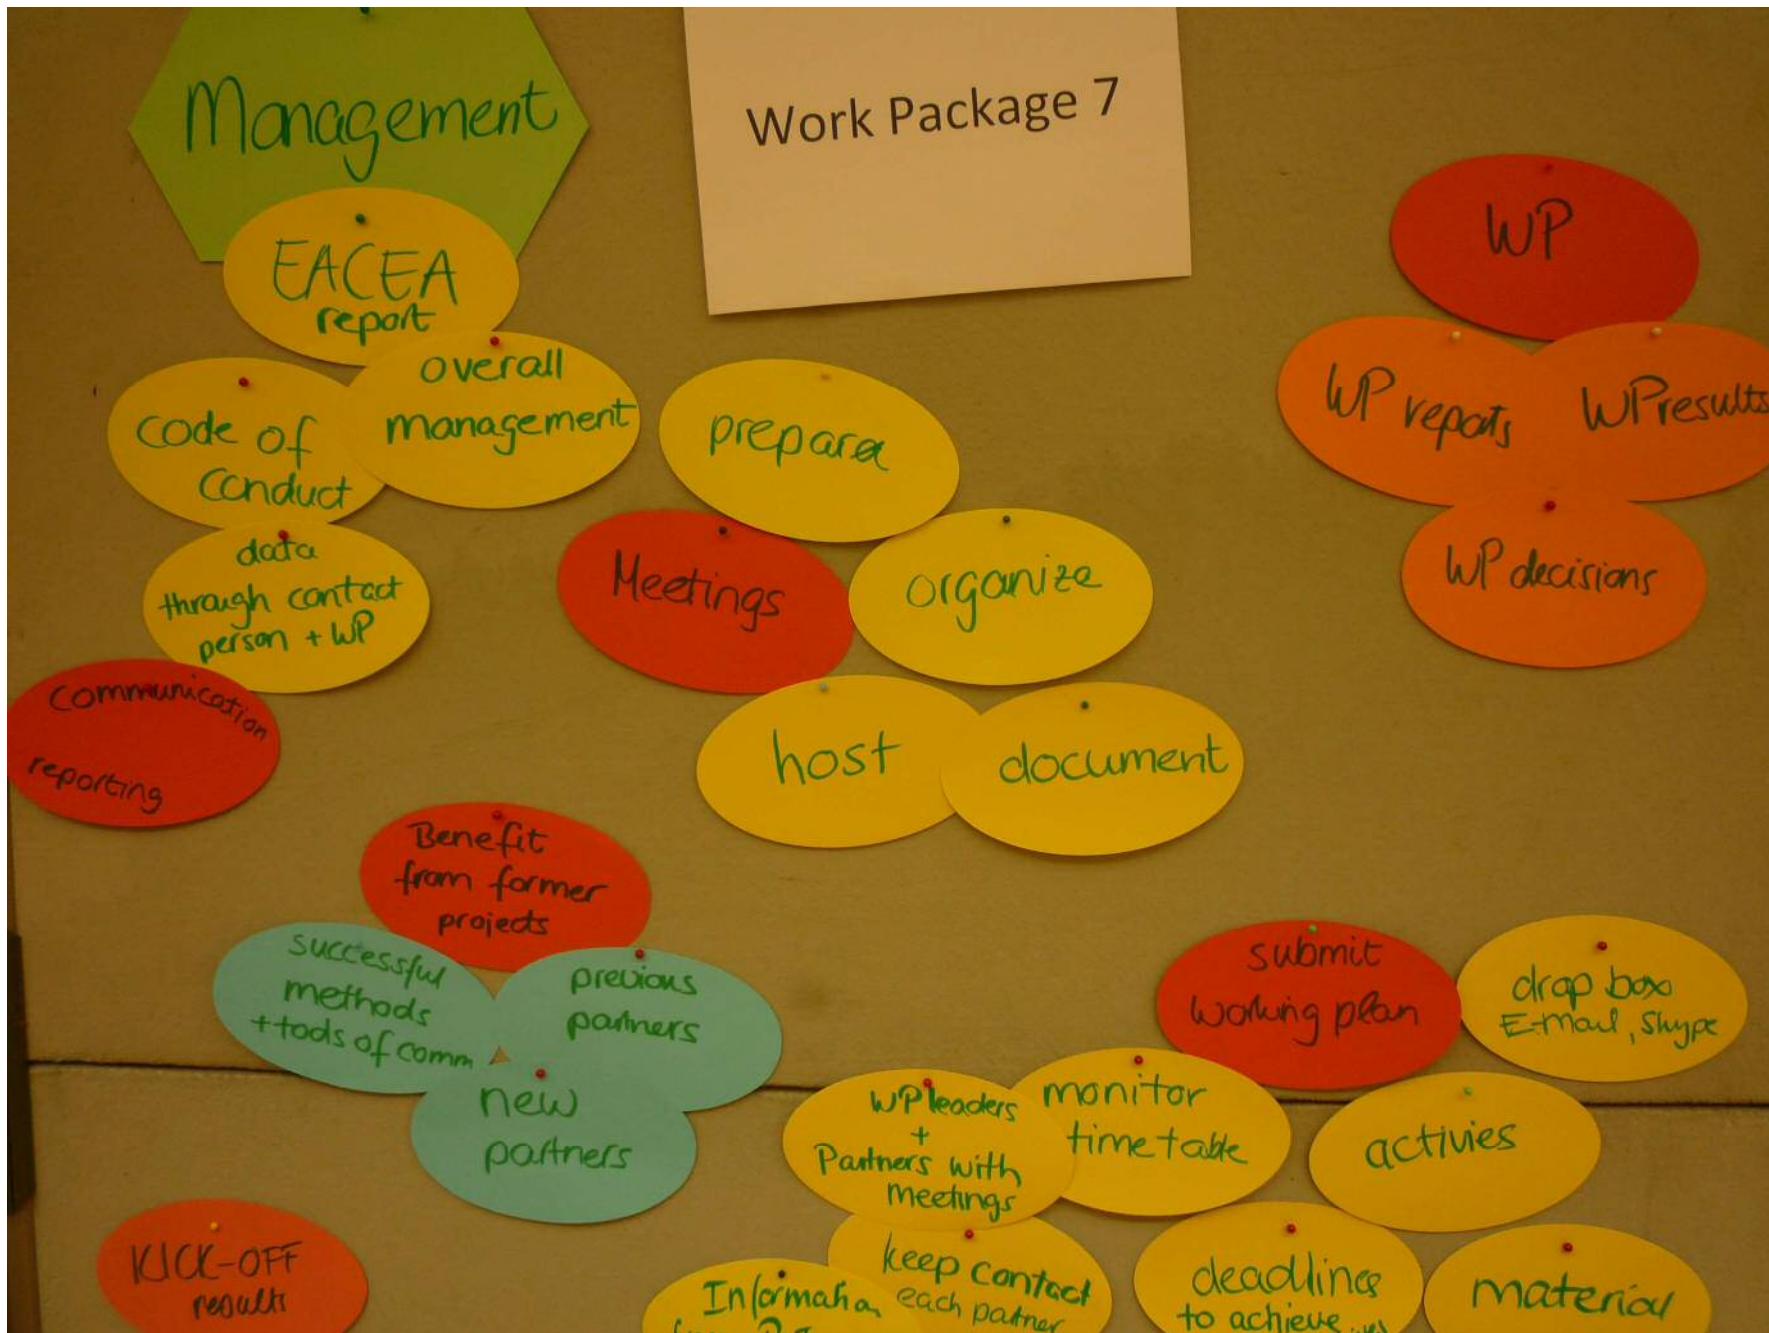 Management
Work Package 7
WP
EACEA
report
overall
management
code of
conduct
prepara
WP reports
WP results
Meetings
organize
WP decisions
data
through contact
person + WP
communication
reporting
host
document
Benefit
from former
projects
successful
methods
+tools of comm
previous
partners
new
partners
submit
working plan
drop box
E-mail, Skype
WP leaders
+
Partners with
meetings
monitor
time table
activies
KICK-OFF
results
Information
keep contact
each partner
deadlines
to achieve
material